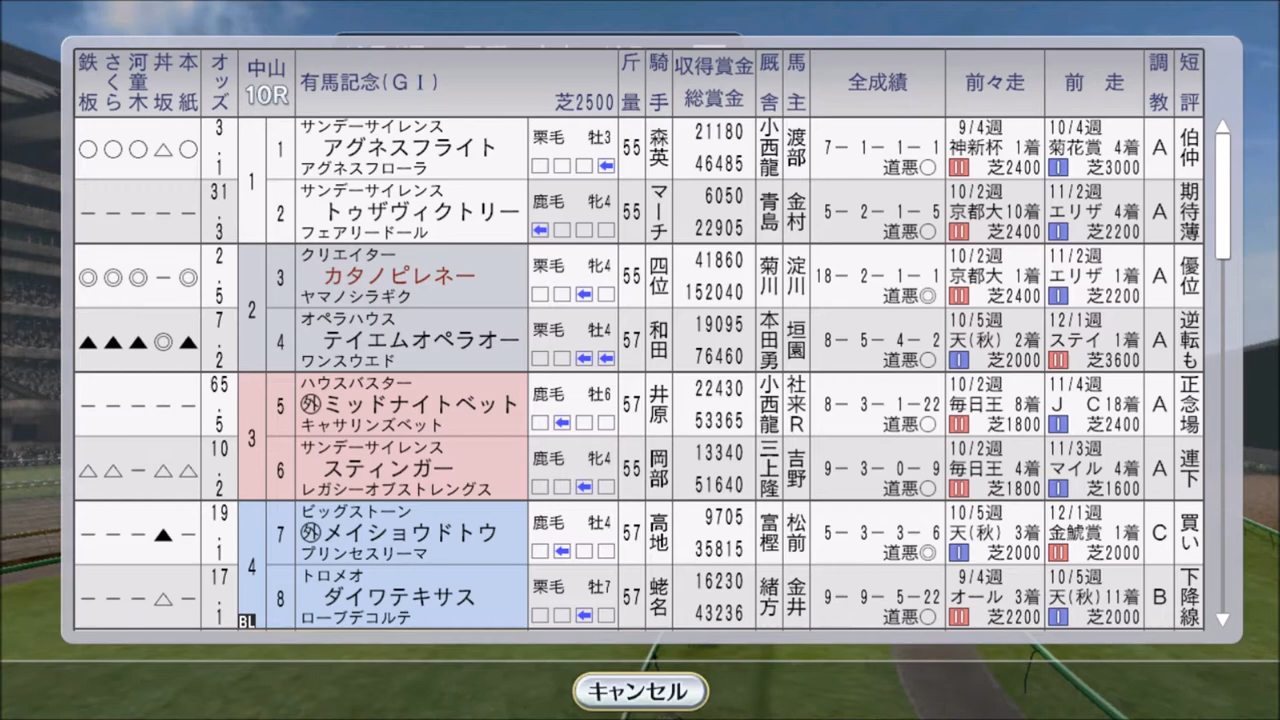 鉄板 さくら 河童木 丼坂 本紙 オッズ 中山10R 有馬記念(GI) 芝2500 斤量 騎手 収得賞金 総賞金 厩舎 馬主 全成績 前々走 前 走 調教 短評
サンデーサイレンス
○○○△○ 3.1 1 1 アグネスフライト 栗毛 牡3 55 森英 21180 46485 小西龍 渡部 7-1-1-1 道悪○ 9/4週 神新杯 1着 II 芝2400 10/4週 菊花賞 4着 I 芝3000 A 伯仲
アグネスフローラ
サンデーサイレンス
----- 31.3 2 トゥザヴィクトリー 鹿毛 牝4 55 マーチ 6050 22905 青島 金村 5-2-1-5 道悪○ 10/2週 京都大10着 II 芝2400 11/2週 エリザ 4着 I 芝2200 A 期待薄
フェアリードール
クリエイター
◎◎◎-◎ 2.5 2 3 カタノピレネー 栗毛 牝4 55 四位 41860 152040 菊川 淀川 18-2-1-1 道悪◎ 10/2週 京都大 1着 II 芝2400 11/2週 エリザ 1着 I 芝2200 A 優位
ヤマノシラギク
オペラハウス
▲▲▲◎▲ 7.2 4 テイエムオペラオー 栗毛 牡4 57 和田 19095 76460 本田勇 垣園 8-5-4-2 道悪○ 10/5週 天(秋) 2着 I 芝2000 12/1週 ステイ 1着 II 芝3600 A 逆転も
ワンスウエド
ハウスバスター
----- 65.5 3 5 外ミッドナイトベット 鹿毛 牡6 57 井原 22430 53365 小西龍 社来R 8-3-1-22 道悪○ 10/2週 毎日王 8着 II 芝1800 11/4週 J C18着 I 芝2400 A 正念場
キャサリンズベット
サンデーサイレンス
△△-△△ 10.2 6 スティンガー 鹿毛 牝4 55 岡部 13340 51640 三上隆 吉野 9-3-0-9 道悪○ 10/2週 毎日王 4着 II 芝1800 11/3週 マイル 4着 I 芝1600 A 連下
レガシーオブストレングス
ビッグストーン
---▲- 19.1 4 7 外メイショウドトウ 鹿毛 牡4 57 高地 9705 35815 富樫 松前 5-3-3-6 道悪◎ 10/5週 天(秋) 3着 I 芝2000 12/1週 金鯱賞 1着 II 芝2000 C 買い
プリンセスリーマ
トロメオ
---△- 17.1 8 ダイワテキサス 栗毛 牡7 57 蛯名 16230 43236 緒方 金井 9-9-5-22 道悪○ 9/4週 オール 3着 II 芝2200 10/5週 天(秋)11着 I 芝2000 B 下降線
BL ローブデコルテ
キャンセル